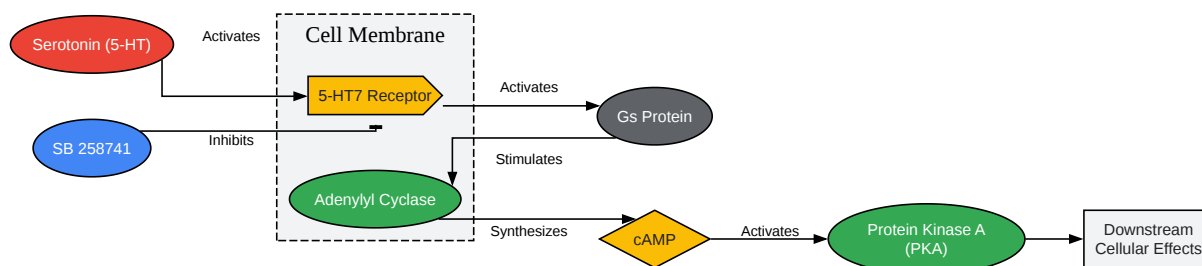 Serotonin (5-HT)
Activates
Cell Membrane
5-HT7 Receptor
Activates
Gs Protein
SB 258741
Inhibits
Stimulates
Adenylyl Cyclase
Synthesizes
cAMP
Activates
Protein Kinase A
(PKA)
Downstream
Cellular Effects